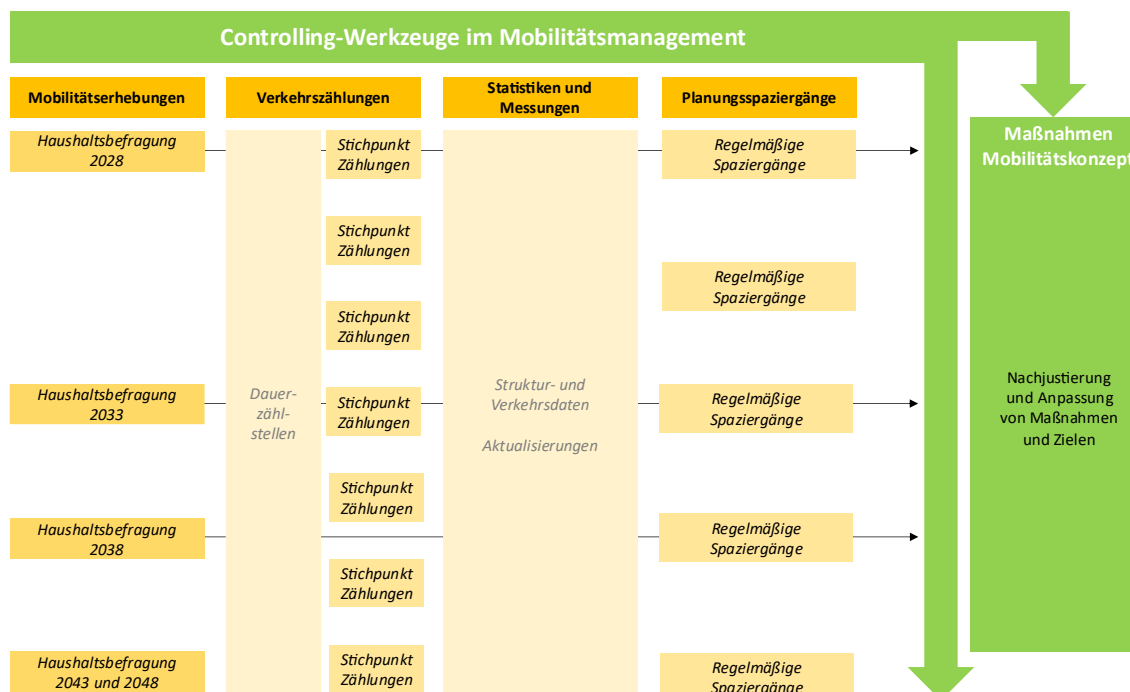 Controlling-Werkzeuge im Mobilitätsmanagement
Mobilitätserhebungen
Verkehrszählungen
Statistiken und
Messungen
Planungsspaziergänge
Haushaltsbefragung
2028
Stichpunkt
Zählungen
Regelmäßige
Spaziergänge
Maßnahmen
Mobilitätskonzept
Stichpunkt
Zählungen
Regelmäßige
Spaziergänge
Stichpunkt
Zählungen
Haushaltsbefragung
2033
Dauer-
zähl-
stellen
Stichpunkt
Zählungen
Struktur- und
Verkehrsdaten
Aktualisierungen
Regelmäßige
Spaziergänge
Nachjustierung
und Anpassung
von Maßnahmen
und Zielen
Stichpunkt
Zählungen
Haushaltsbefragung
2038
Regelmäßige
Spaziergänge
Stichpunkt
Zählungen
Haushaltsbefragung
2043 und 2048
Stichpunkt
Zählungen
Regelmäßige
Spaziergänge